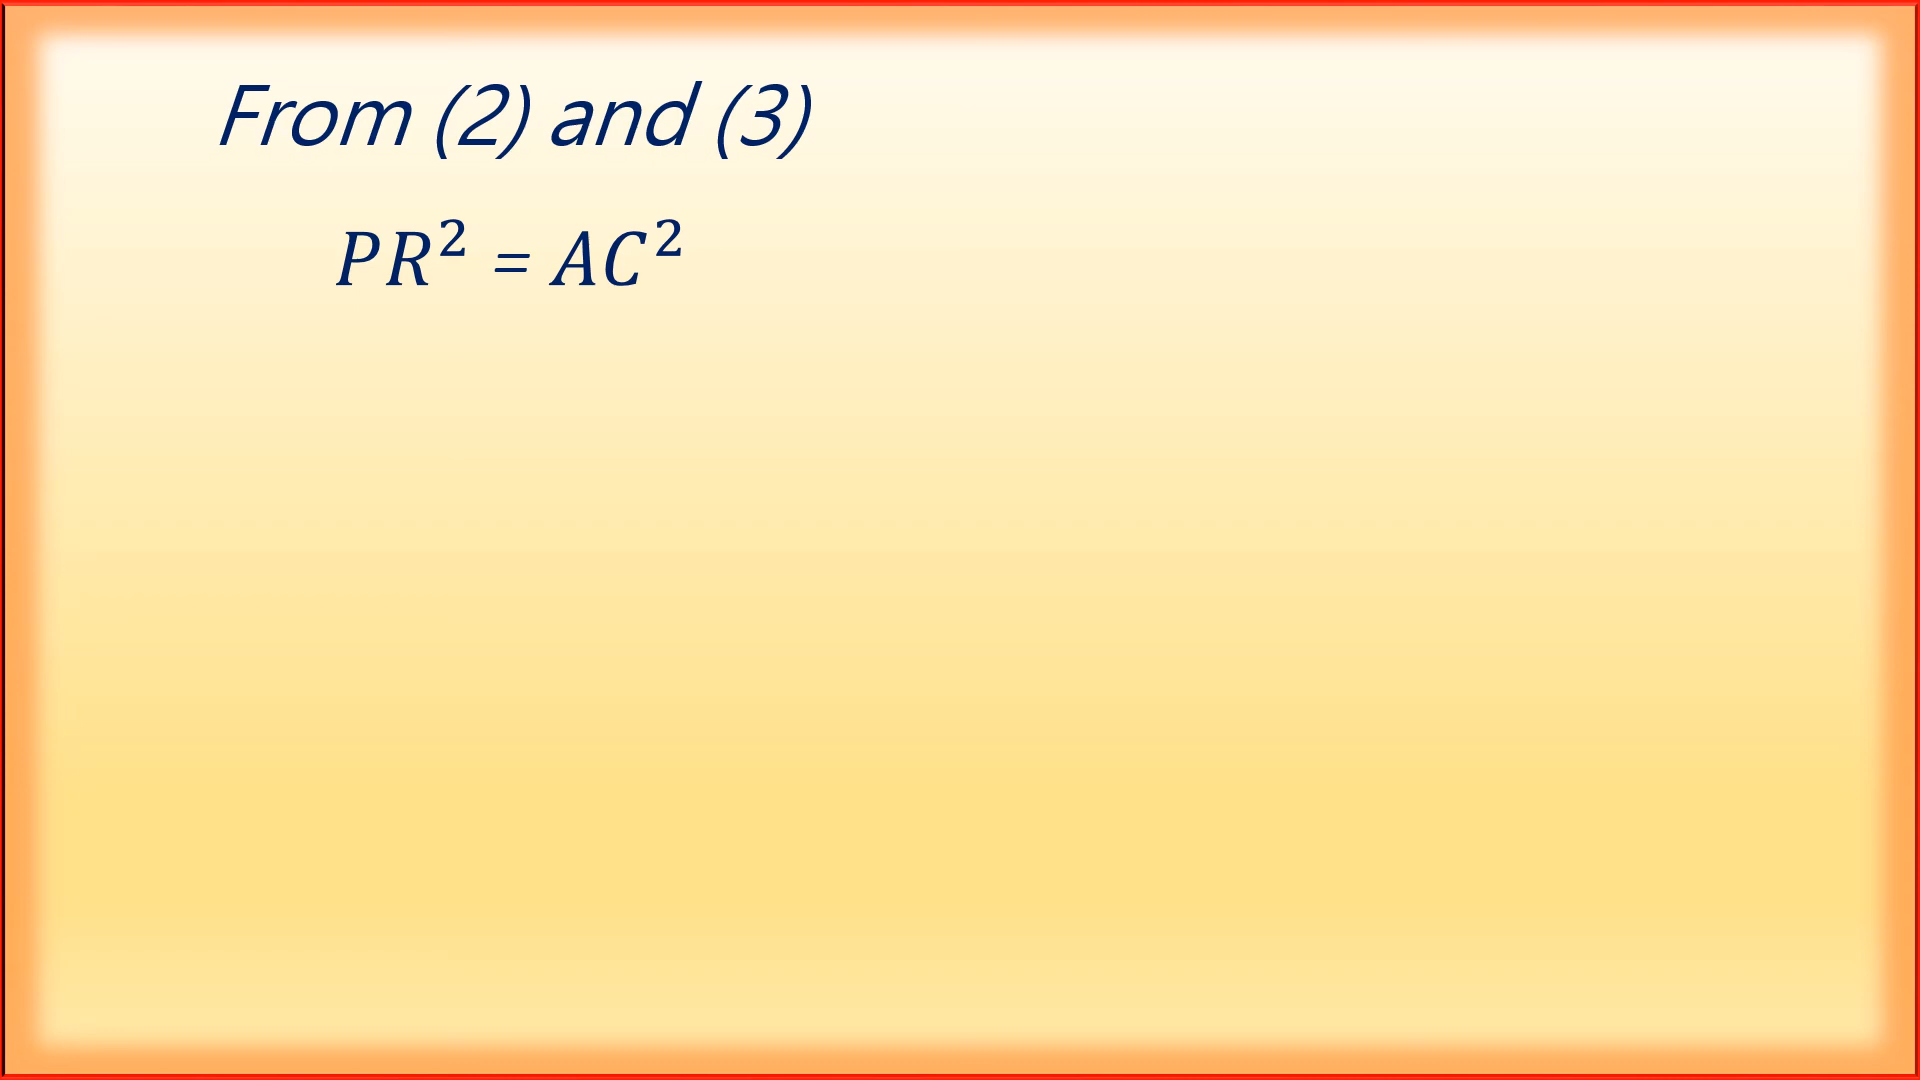 From (2) and (3)
𝑃𝑅² = 𝐴𝐶²